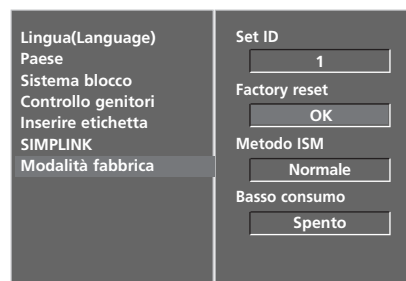 Lingua(Language)
Paese
Sistema blocco
Controllo genitori
Inserire etichetta
SIMPLINK
Modalità fabbrica
Set ID
1
Factory reset
OK
Metodo ISM
Normale
Basso consumo
Spento